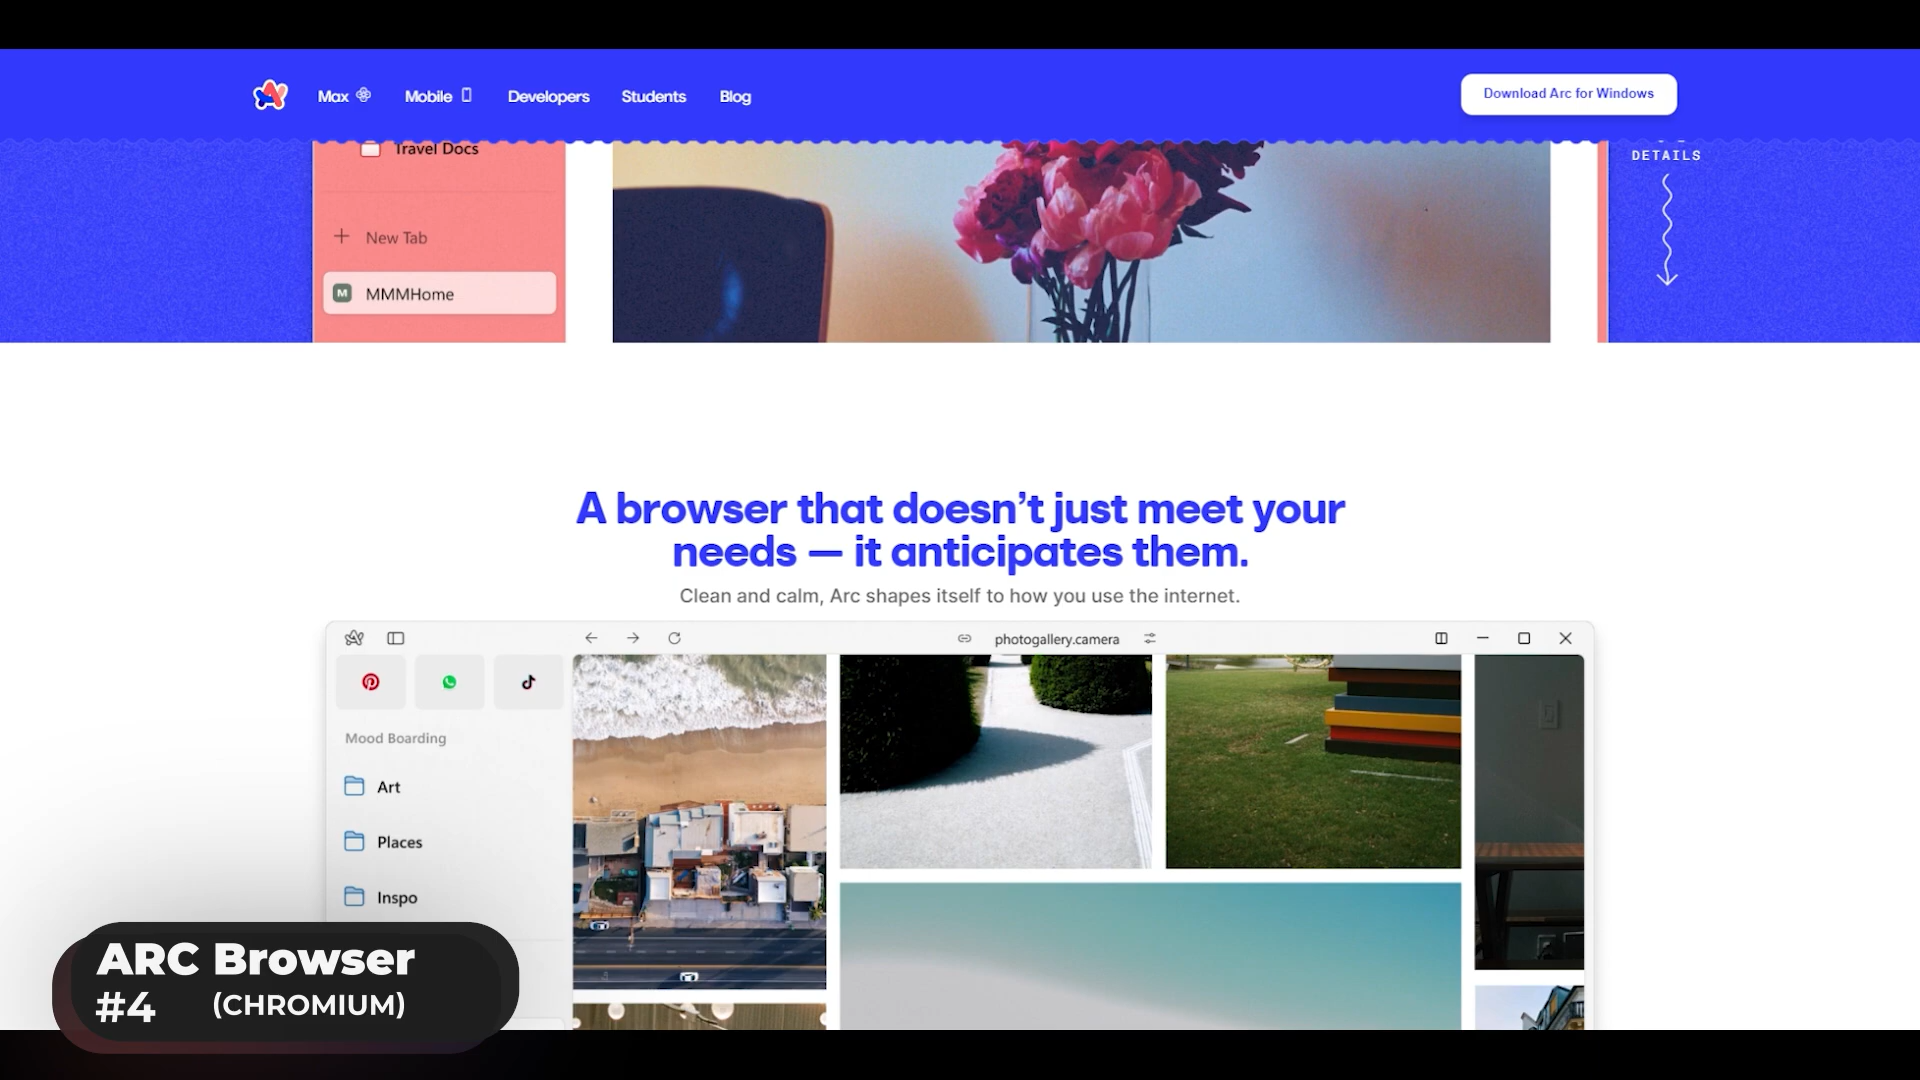 Max
Mobile
Developers
Students
Blog
Download Arc for Windows
Travel Docs
DETAILS
New Tab
M
MMMHome
A browser that doesn’t just meet your
needs — it anticipates them.
Clean and calm, Arc shapes itself to how you use the internet.
photogallery.camera
Mood Boarding
Art
Places
Inspo
ARC Browser
#4 (CHROMIUM)